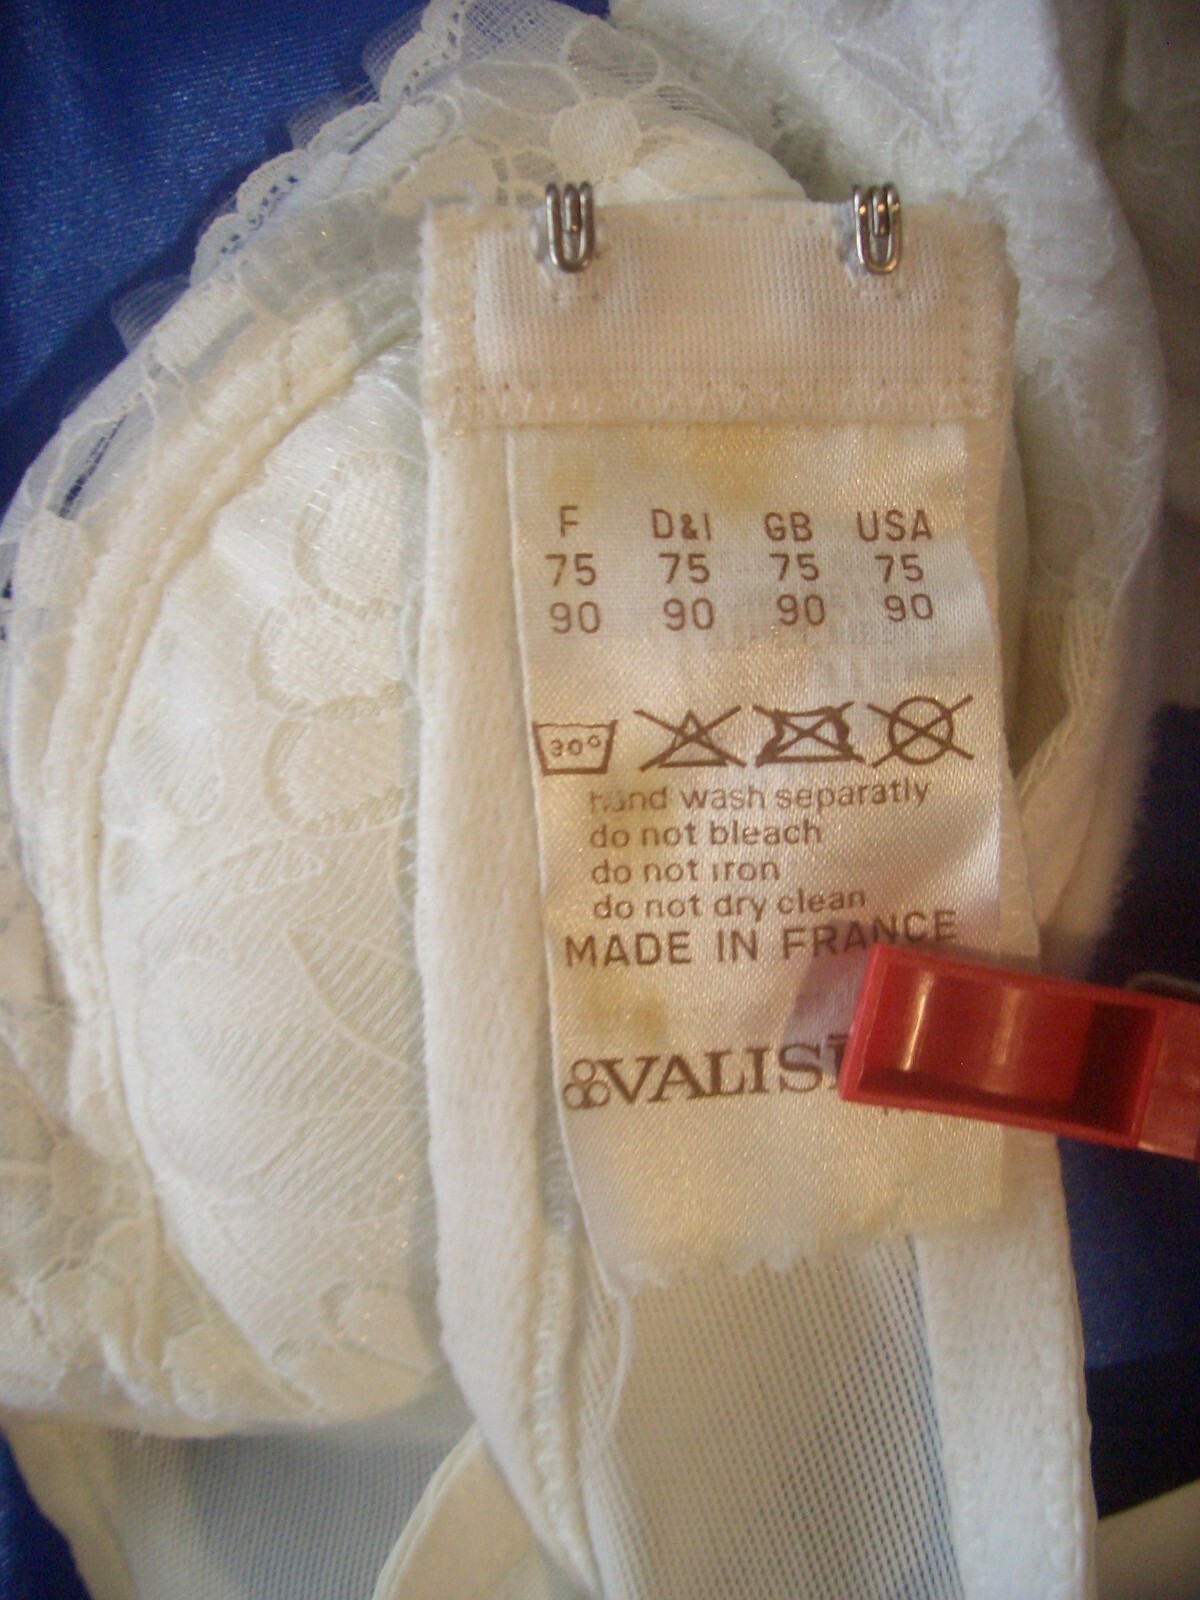 F D&I GB USA
75 75 75 75
90 90 90 90
30°
hand wash separatly
do not bleach
do not iron
do not dry clean
MADE IN FRANCE